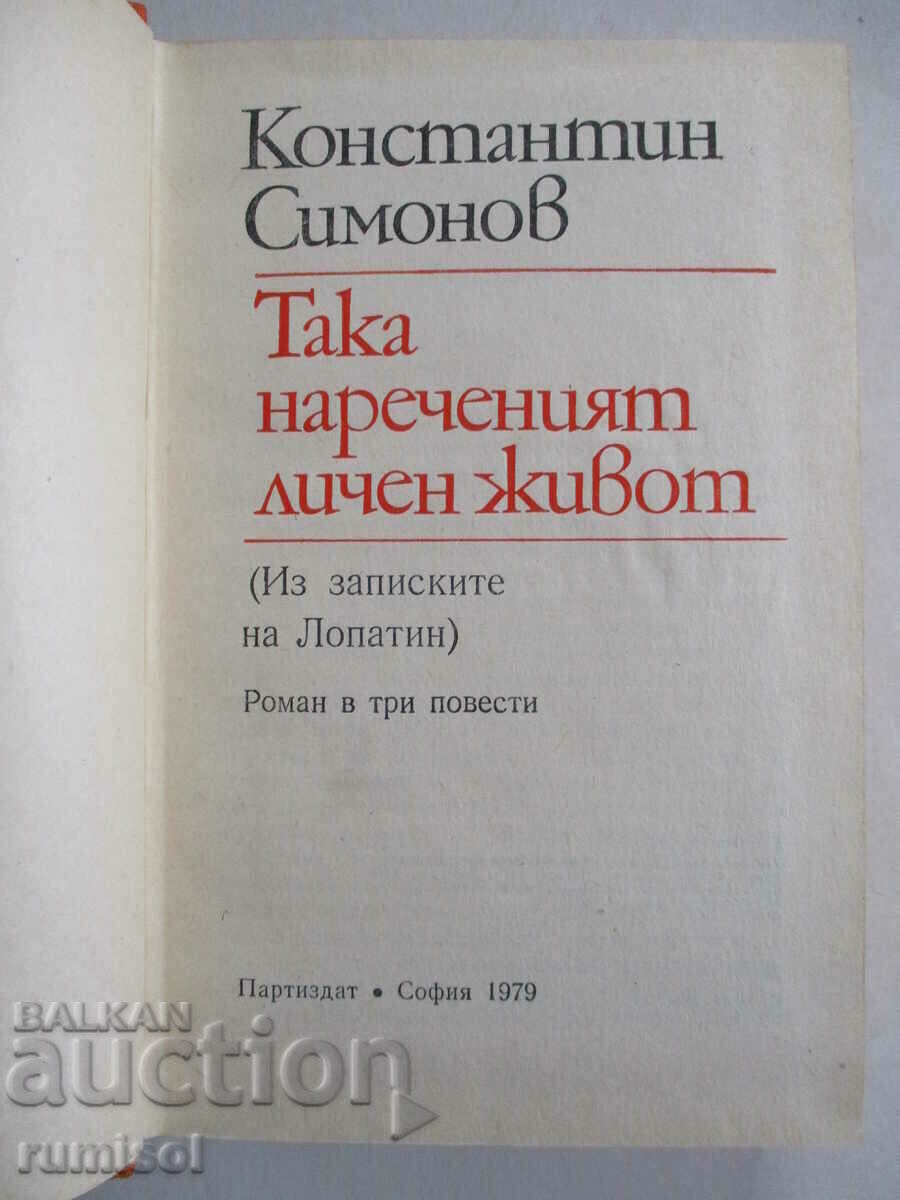 Константин
Симонов
Така
нареченият
личен живот
(Из записките
на Лопатин)
Роман в три повести
Партиздат • София 1979
BALKAN
auction
rumisol